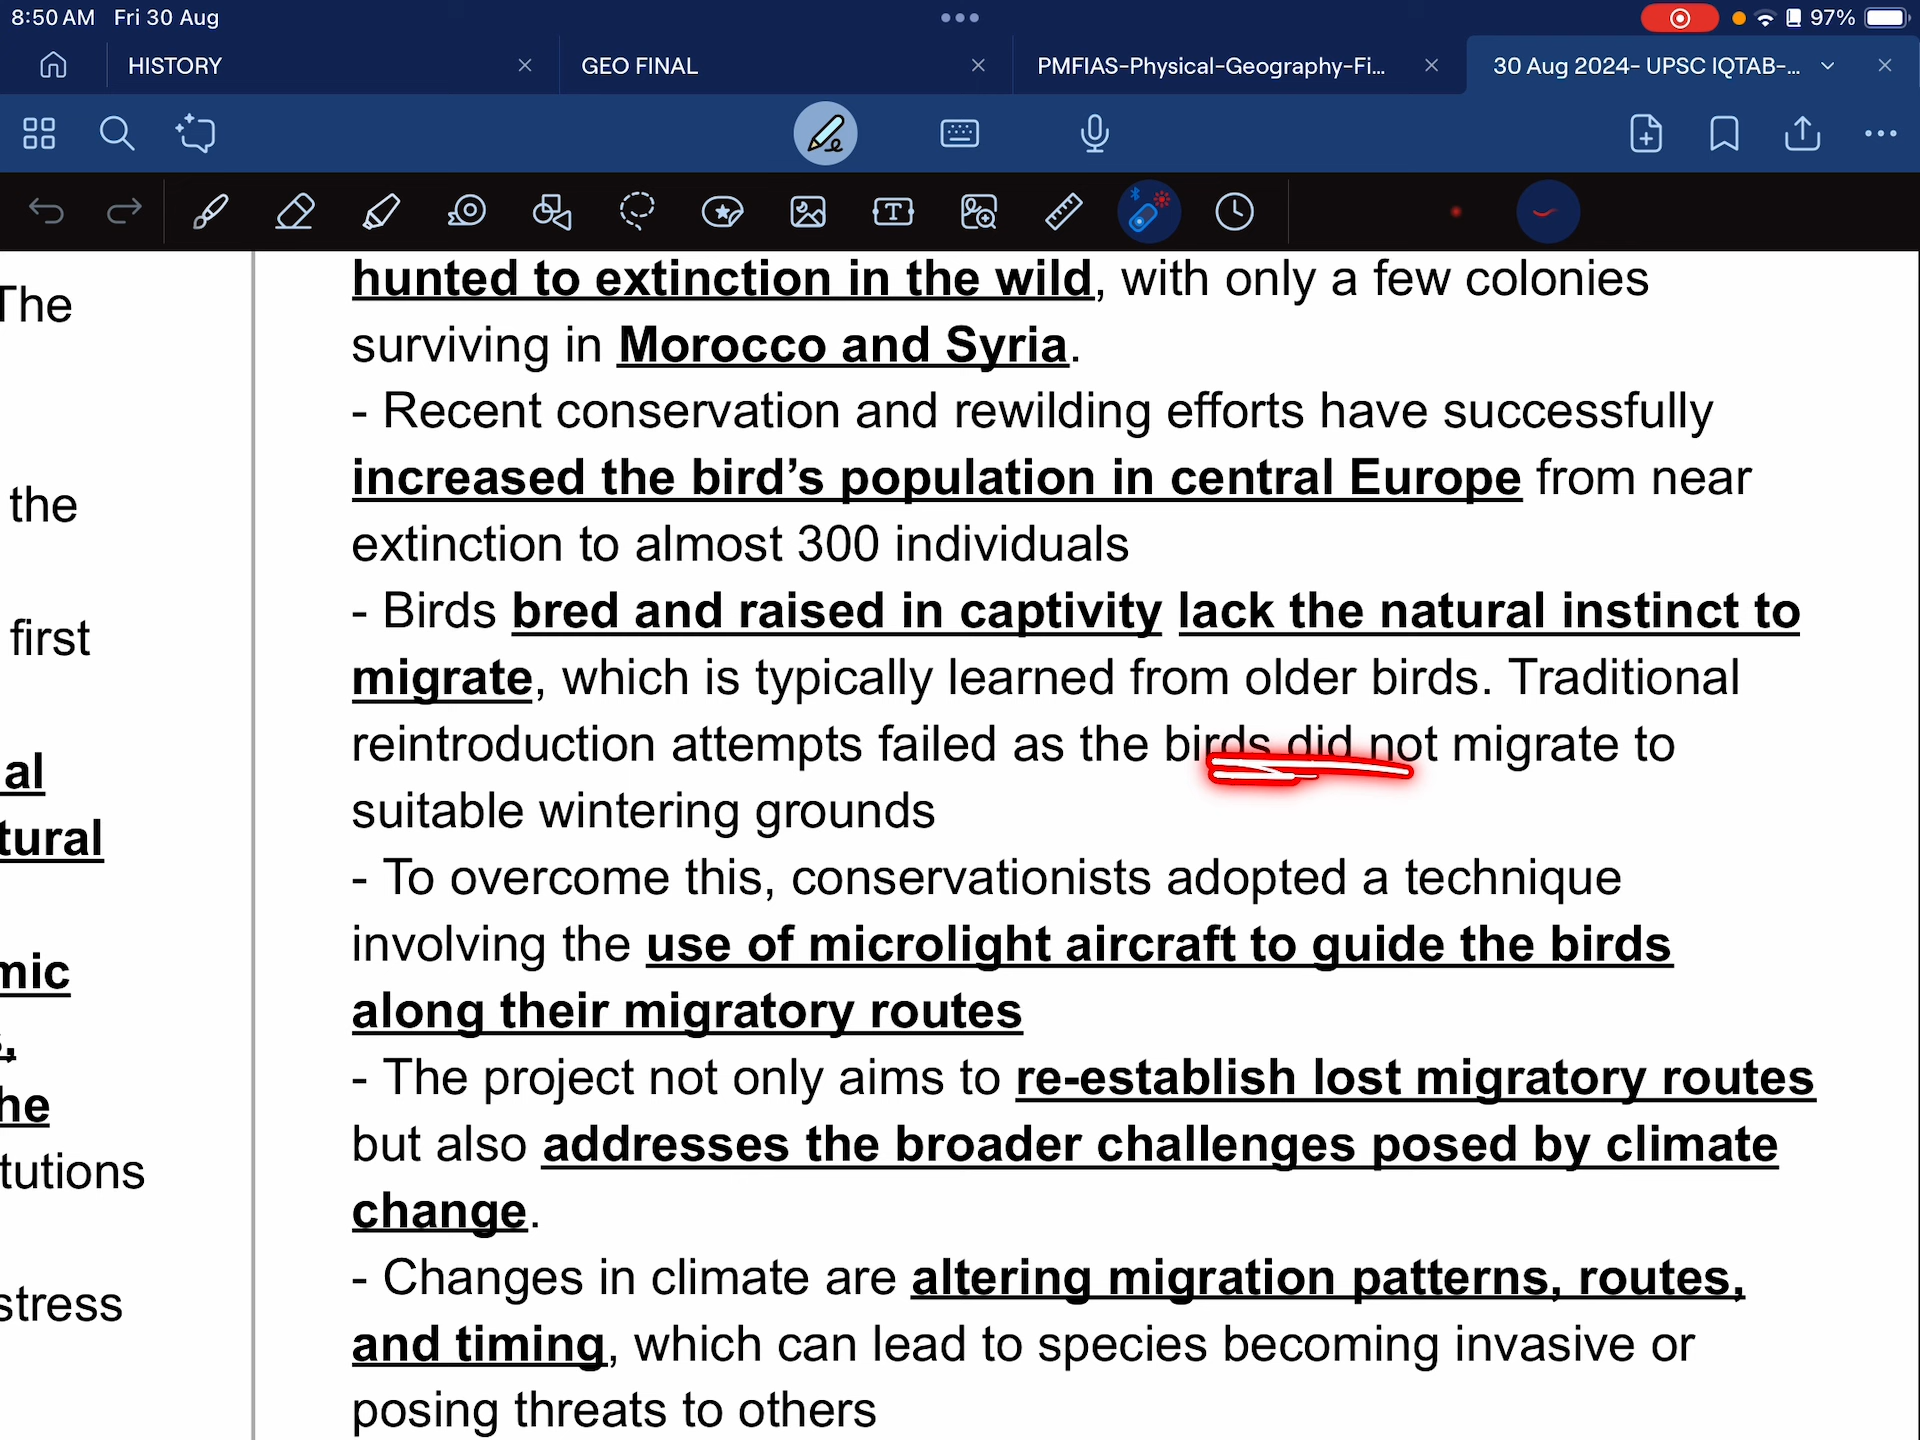 8:50 AM Fri 30 Aug
97%
HISTORY
GEO FINAL
PMFIAS-Physical-Geography-Fi...
30 Aug 2024- UPSC IQTAB-...
The
the
first
al
tural
mic
s,
he
tutions
stress
hunted to extinction in the wild, with only a few colonies
surviving in Morocco and Syria.
- Recent conservation and rewilding efforts have successfully
increased the bird’s population in central Europe from near
extinction to almost 300 individuals
- Birds bred and raised in captivity lack the natural instinct to
migrate, which is typically learned from older birds. Traditional
reintroduction attempts failed as the birds did not migrate to
suitable wintering grounds
- To overcome this, conservationists adopted a technique
involving the use of microlight aircraft to guide the birds
along their migratory routes
- The project not only aims to re-establish lost migratory routes
but also addresses the broader challenges posed by climate
change.
- Changes in climate are altering migration patterns, routes,
and timing, which can lead to species becoming invasive or
posing threats to others